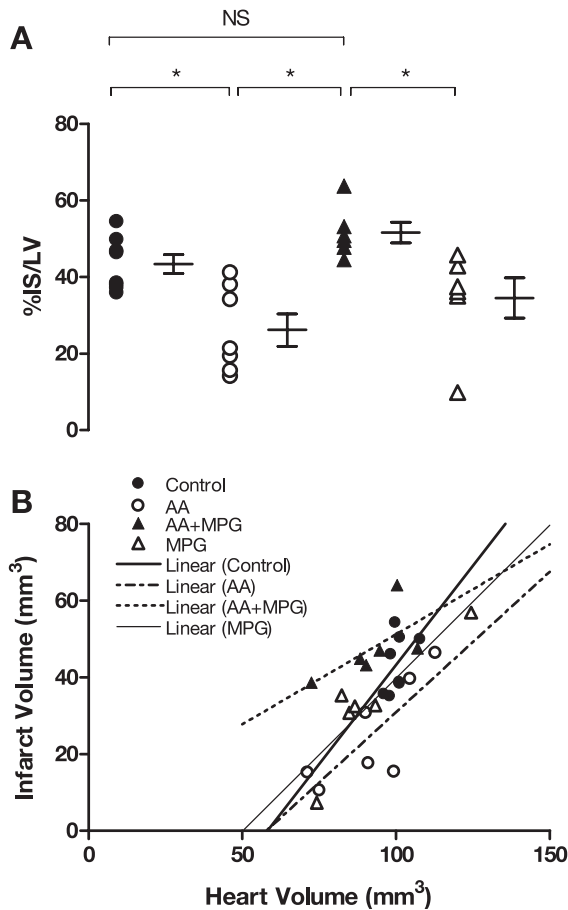 NS
A
* * *
80
60
40
20
0
%IS/LV
B
Control
AA
AA+MPG
MPG
Linear (Control)
Linear (AA)
Linear (AA+MPG)
Linear (MPG)
80
60
40
20
0
Infarct Volume (mm³)
0 50 100 150
Heart Volume (mm³)